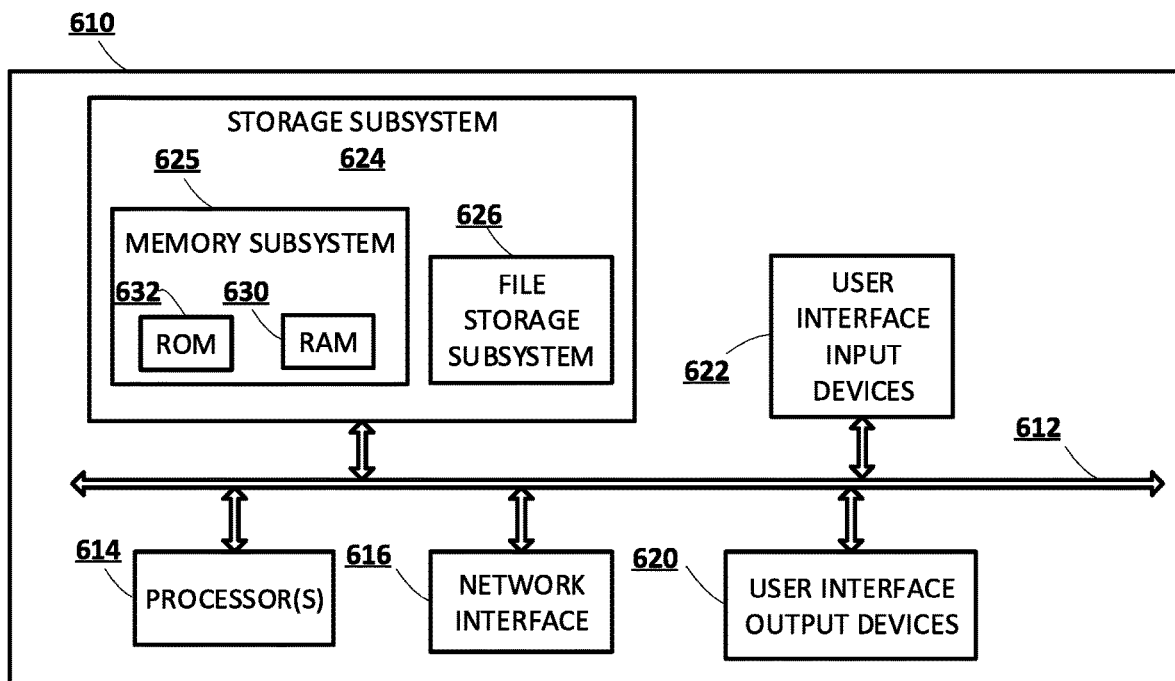 610
STORAGE SUBSYSTEM
624
625
MEMORY SUBSYSTEM
632
ROM
630
RAM
626
FILE
STORAGE
SUBSYSTEM
622
USER
INTERFACE
INPUT
DEVICES
612
614
PROCESSOR(S)
616
NETWORK
INTERFACE
620
USER INTERFACE
OUTPUT DEVICES